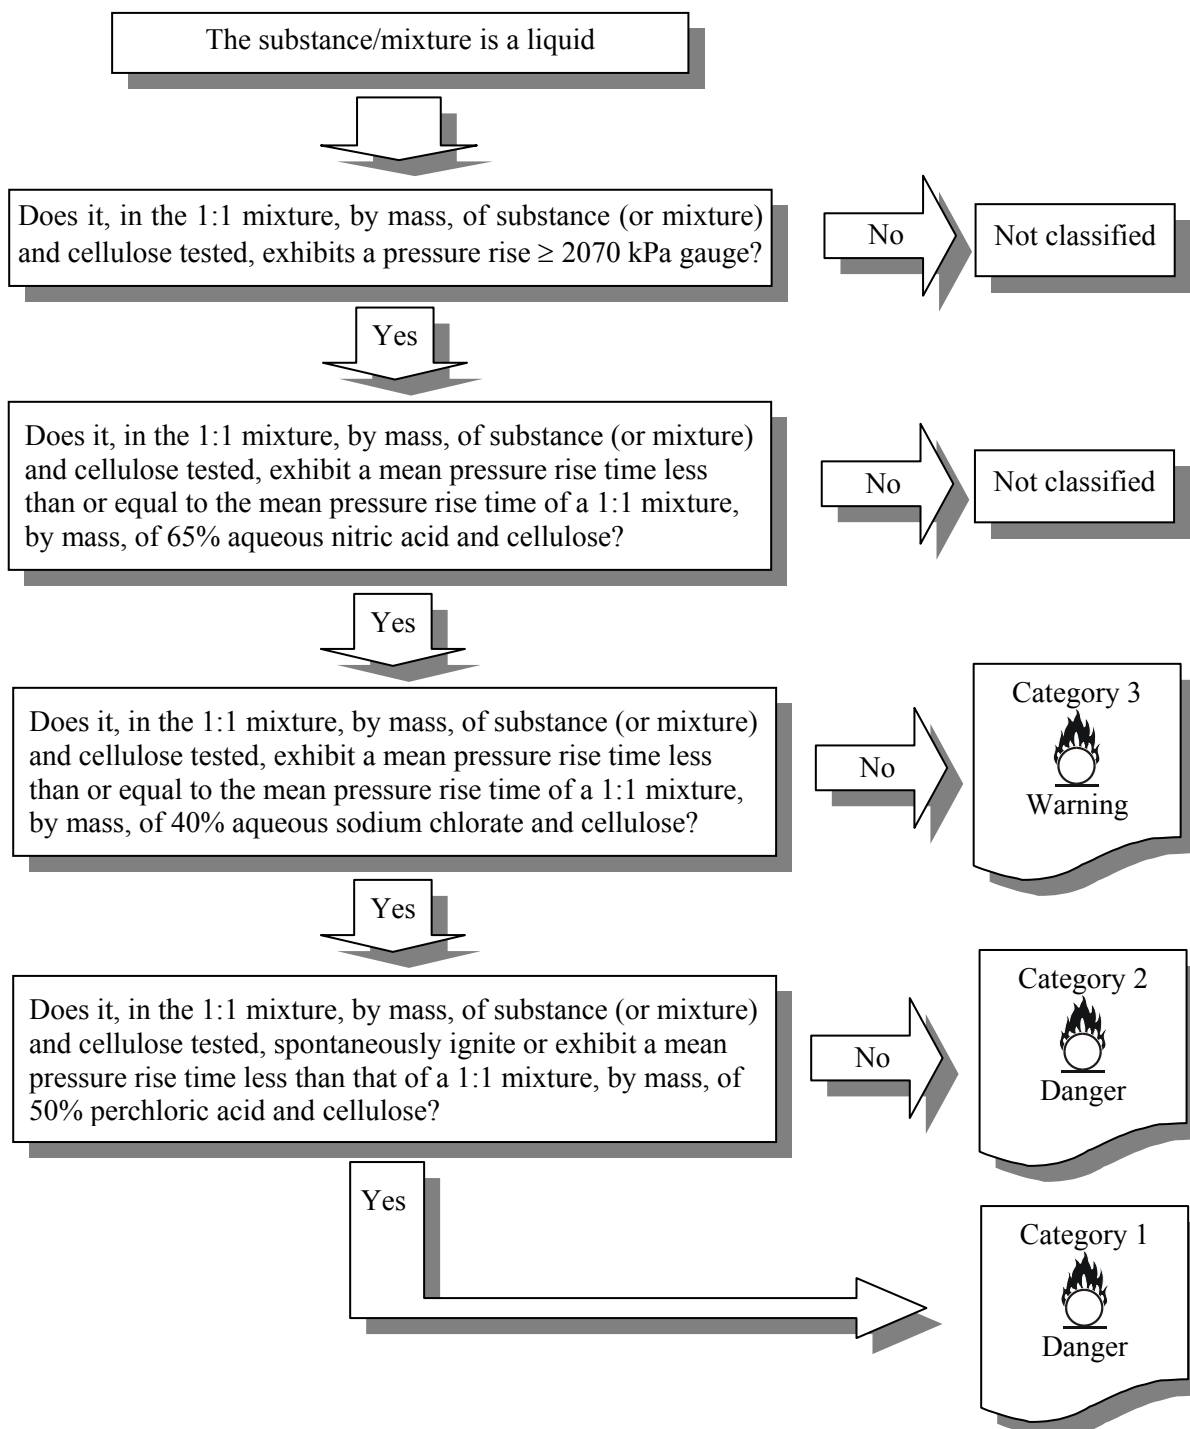 The substance/mixture is a liquid
Does it, in the 1:1 mixture, by mass, of substance (or mixture)
and cellulose tested, exhibits a pressure rise ≥ 2070 kPa gauge?
No
Not classified
Yes
Does it, in the 1:1 mixture, by mass, of substance (or mixture)
and cellulose tested, exhibit a mean pressure rise time less
than or equal to the mean pressure rise time of a 1:1 mixture,
by mass, of 65% aqueous nitric acid and cellulose?
No
Not classified
Yes
Does it, in the 1:1 mixture, by mass, of substance (or mixture)
and cellulose tested, exhibit a mean pressure rise time less
than or equal to the mean pressure rise time of a 1:1 mixture,
by mass, of 40% aqueous sodium chlorate and cellulose?
No
Category 3
Warning
Yes
Does it, in the 1:1 mixture, by mass, of substance (or mixture)
and cellulose tested, spontaneously ignite or exhibit a mean
pressure rise time less than that of a 1:1 mixture, by mass, of
50% perchloric acid and cellulose?
No
Category 2
Danger
Yes
Category 1
Danger